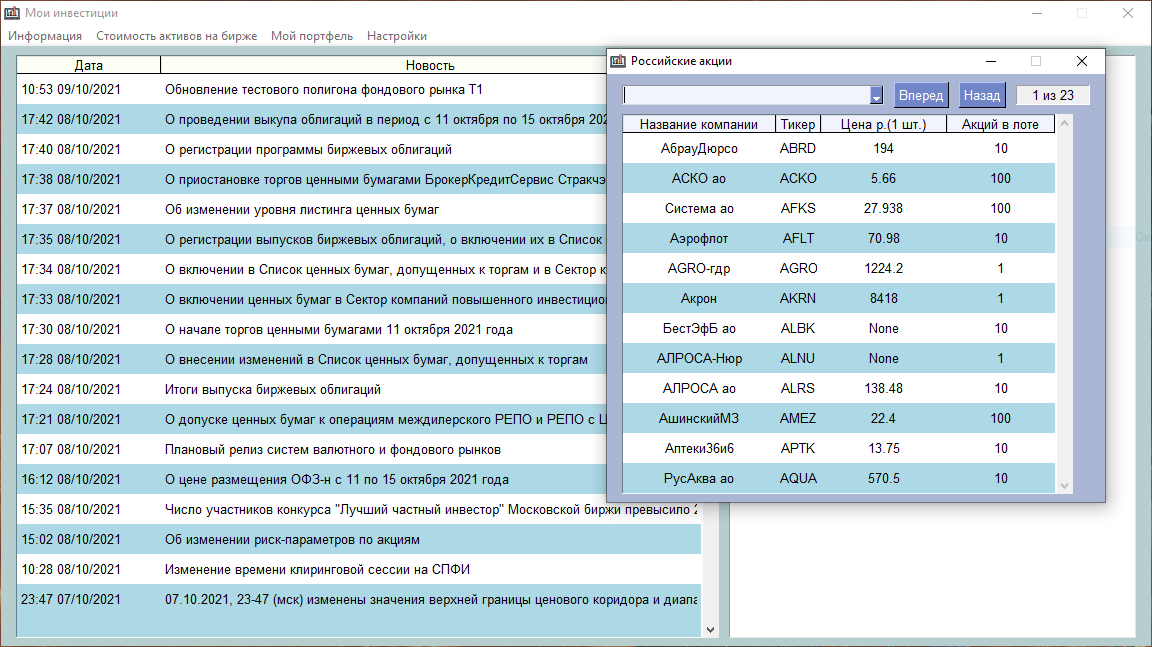 Мои инвестиции
Информация Стоимость активов на бирже Мой портфель Настройки
Дата Новость
10:53 09/10/2021 Обновление тестового полигона фондового рынка T1
17:42 08/10/2021 О проведении выкупа облигаций в период с 11 октября по 15 октября
17:40 08/10/2021 О регистрации программы биржевых облигаций
17:38 08/10/2021 О приостановке торгов ценными бумагами БрокерКредитСервис
17:37 08/10/2021 Об изменении уровня листинга ценных бумаг
17:35 08/10/2021 О регистрации выпусков биржевых облигаций, о включении их в Список
17:34 08/10/2021 О включении в Список ценных бумаг, допущенных к торгам и в Сектор
17:33 08/10/2021 О включении ценных бумаг в Сектор компаний повышенного
17:30 08/10/2021 О начале торгов ценными бумагами 11 октября 2021 года
17:28 08/10/2021 О внесении изменений в Список ценных бумаг, допущенных к торгам
17:24 08/10/2021 Итоги выпуска биржевых облигаций
17:21 08/10/2021 О допуске ценных бумаг к операциям междилерского РЕПО и РЕПО с
17:07 08/10/2021 Плановый релиз систем валютного и фондового рынков
16:12 08/10/2021 О цене размещения ОФЗ-н с 11 по 15 октября 2021 года
15:35 08/10/2021 Число участников конкурса "Лучший частный инвестор" Московской биржи превысило
15:02 08/10/2021 Об изменении риск-параметров по акциям
10:28 08/10/2021 Изменение времени клиринговой сессии на СПФИ
23:47 07/10/2021 07.10.2021, 23-47 (мск) изменены значения верхней границы ценового коридора и
Российские акции
Вперед Назад 1 из 23
Название компании Тикер Цена р.(1 шт.) Акций в лоте
АбрауДюрсо ABRD 194 10
АСКО ао ACKO 5.66 100
Система ао AFKS 27.938 100
Аэрофлот AFLT 70.98 10
AGRO-гдр AGRO 1224.2 1
Акрон AKRN 8418 1
БестЭфБ ао ALBK None 10
АЛРОСА-Нюр ALNU None 1
АЛРОСА ао ALRS 138.48 10
АшинскийМЗ AMEZ 22.4 100
Аптеки36и6 APTK 13.75 10
РусАква ао AQUA 570.5 10